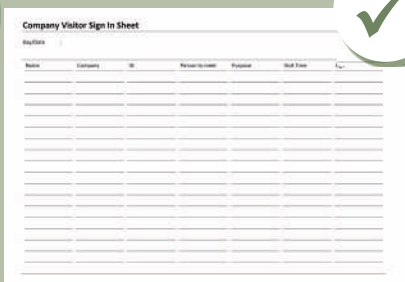 Company Visitor Sign In Sheet
Day/Date :
Name Company ID Person to meet Purpose Visit Time